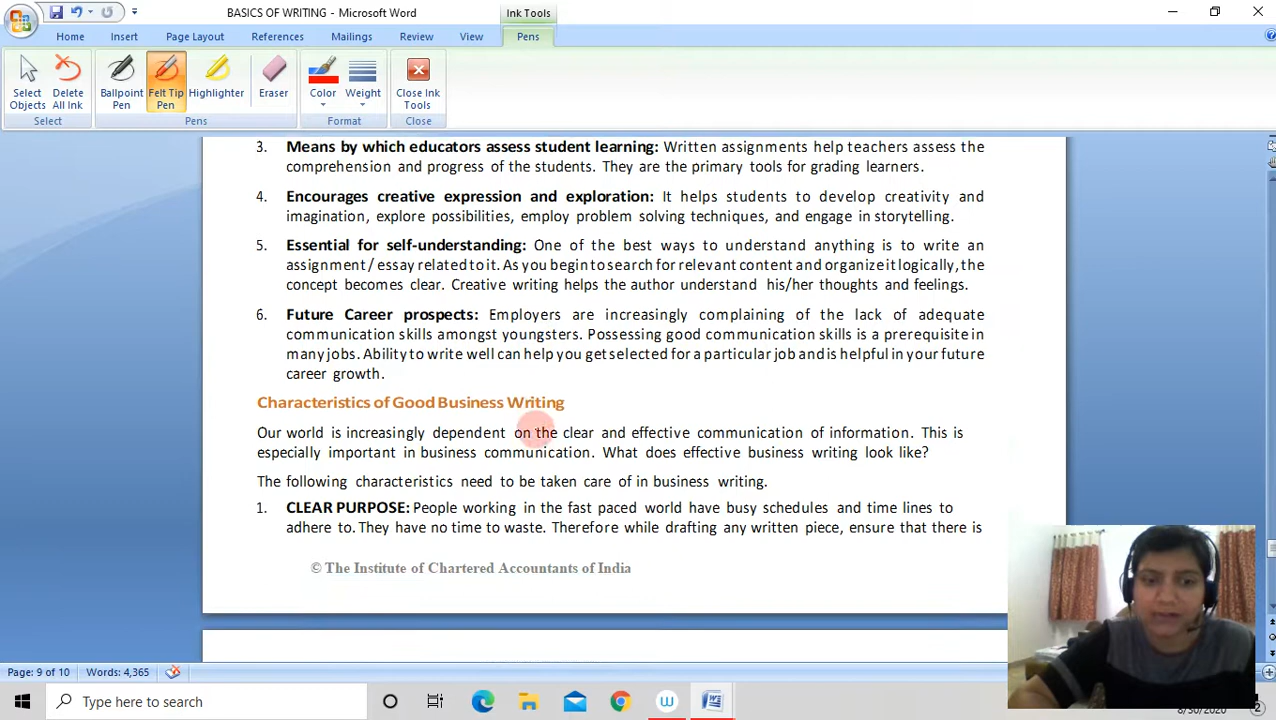 BASICS OF WRITING - Microsoft Word
Ink Tools
Home Insert Page Layout References Mailings Review View Pens
Select Objects
Delete All Ink
Ballpoint Pen
Felt Tip Pen
Highlighter
Eraser
Color
Weight
Close Ink Tools
Select Pens Format Close
3. Means by which educators assess student learning: Written assignments help teachers assess the
comprehension and progress of the students. They are the primary tools for grading learners.
4. Encourages creative expression and exploration: It helps students to develop creativity and
imagination, explore possibilities, employ problem solving techniques, and engage in storytelling.
5. Essential for self-understanding: One of the best ways to understand anything is to write an
assignment / essay related to it. As you begin to search for relevant content and organize it logically, the
concept becomes clear. Creative writing helps the author understand his/her thoughts and feelings.
6. Future Career prospects: Employers are increasingly complaining of the lack of adequate
communication skills amongst youngsters. Possessing good communication skills is a prerequisite in
many jobs. Ability to write well can help you get selected for a particular job and is helpful in your future
career growth.
Characteristics of Good Business Writing
Our world is increasingly dependent on the clear and effective communication of information. This is
especially important in business communication. What does effective business writing look like?
The following characteristics need to be taken care of in business writing.
1. CLEAR PURPOSE: People working in the fast paced world have busy schedules and time lines to
adhere to. They have no time to waste. Therefore while drafting any written piece, ensure that there is
© The Institute of Chartered Accountants of India
Page: 9 of 10 Words: 4,365
Type here to search
8/30/2020